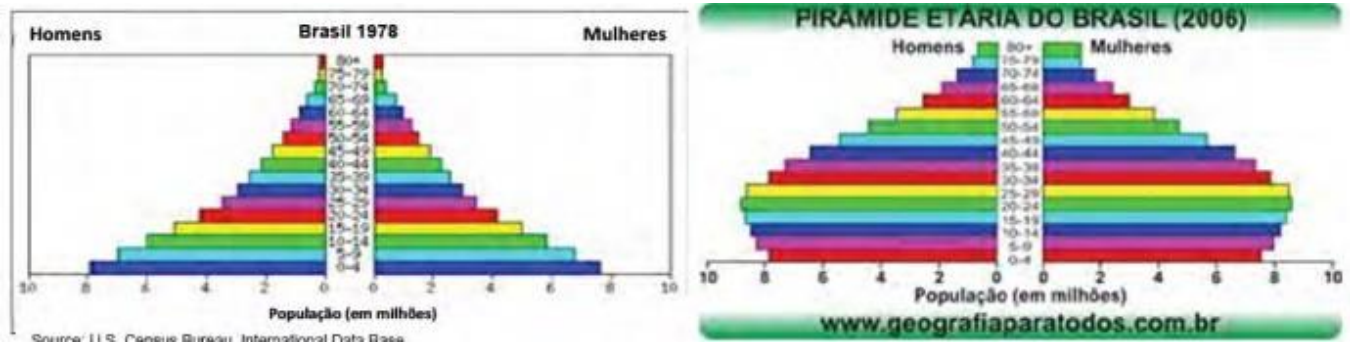 Homens
Brasil 1978
Mulheres
80+
75-79
70-74
65-69
60-64
55-59
50-54
45-49
40-44
35-39
30-34
20-24
15-19
10-14
5-9
0-4
10 8 6 4 2 0 0 2 4 6 8 10
População (em milhões)
Source: U.S. Census Bureau, International Data Base
PIRÂMIDE ETÁRIA DO BRASIL (2006)
Homens
80+
Mulheres
75-79
70-74
65-69
60-64
55-59
50-54
45-49
40-44
35-39
30-34
25-29
20-24
15-19
10-14
5-9
0-4
10 8 6 4 2 0 0 2 4 6 8 10
População (em milhões)
www.geografiaparatodos.com.br